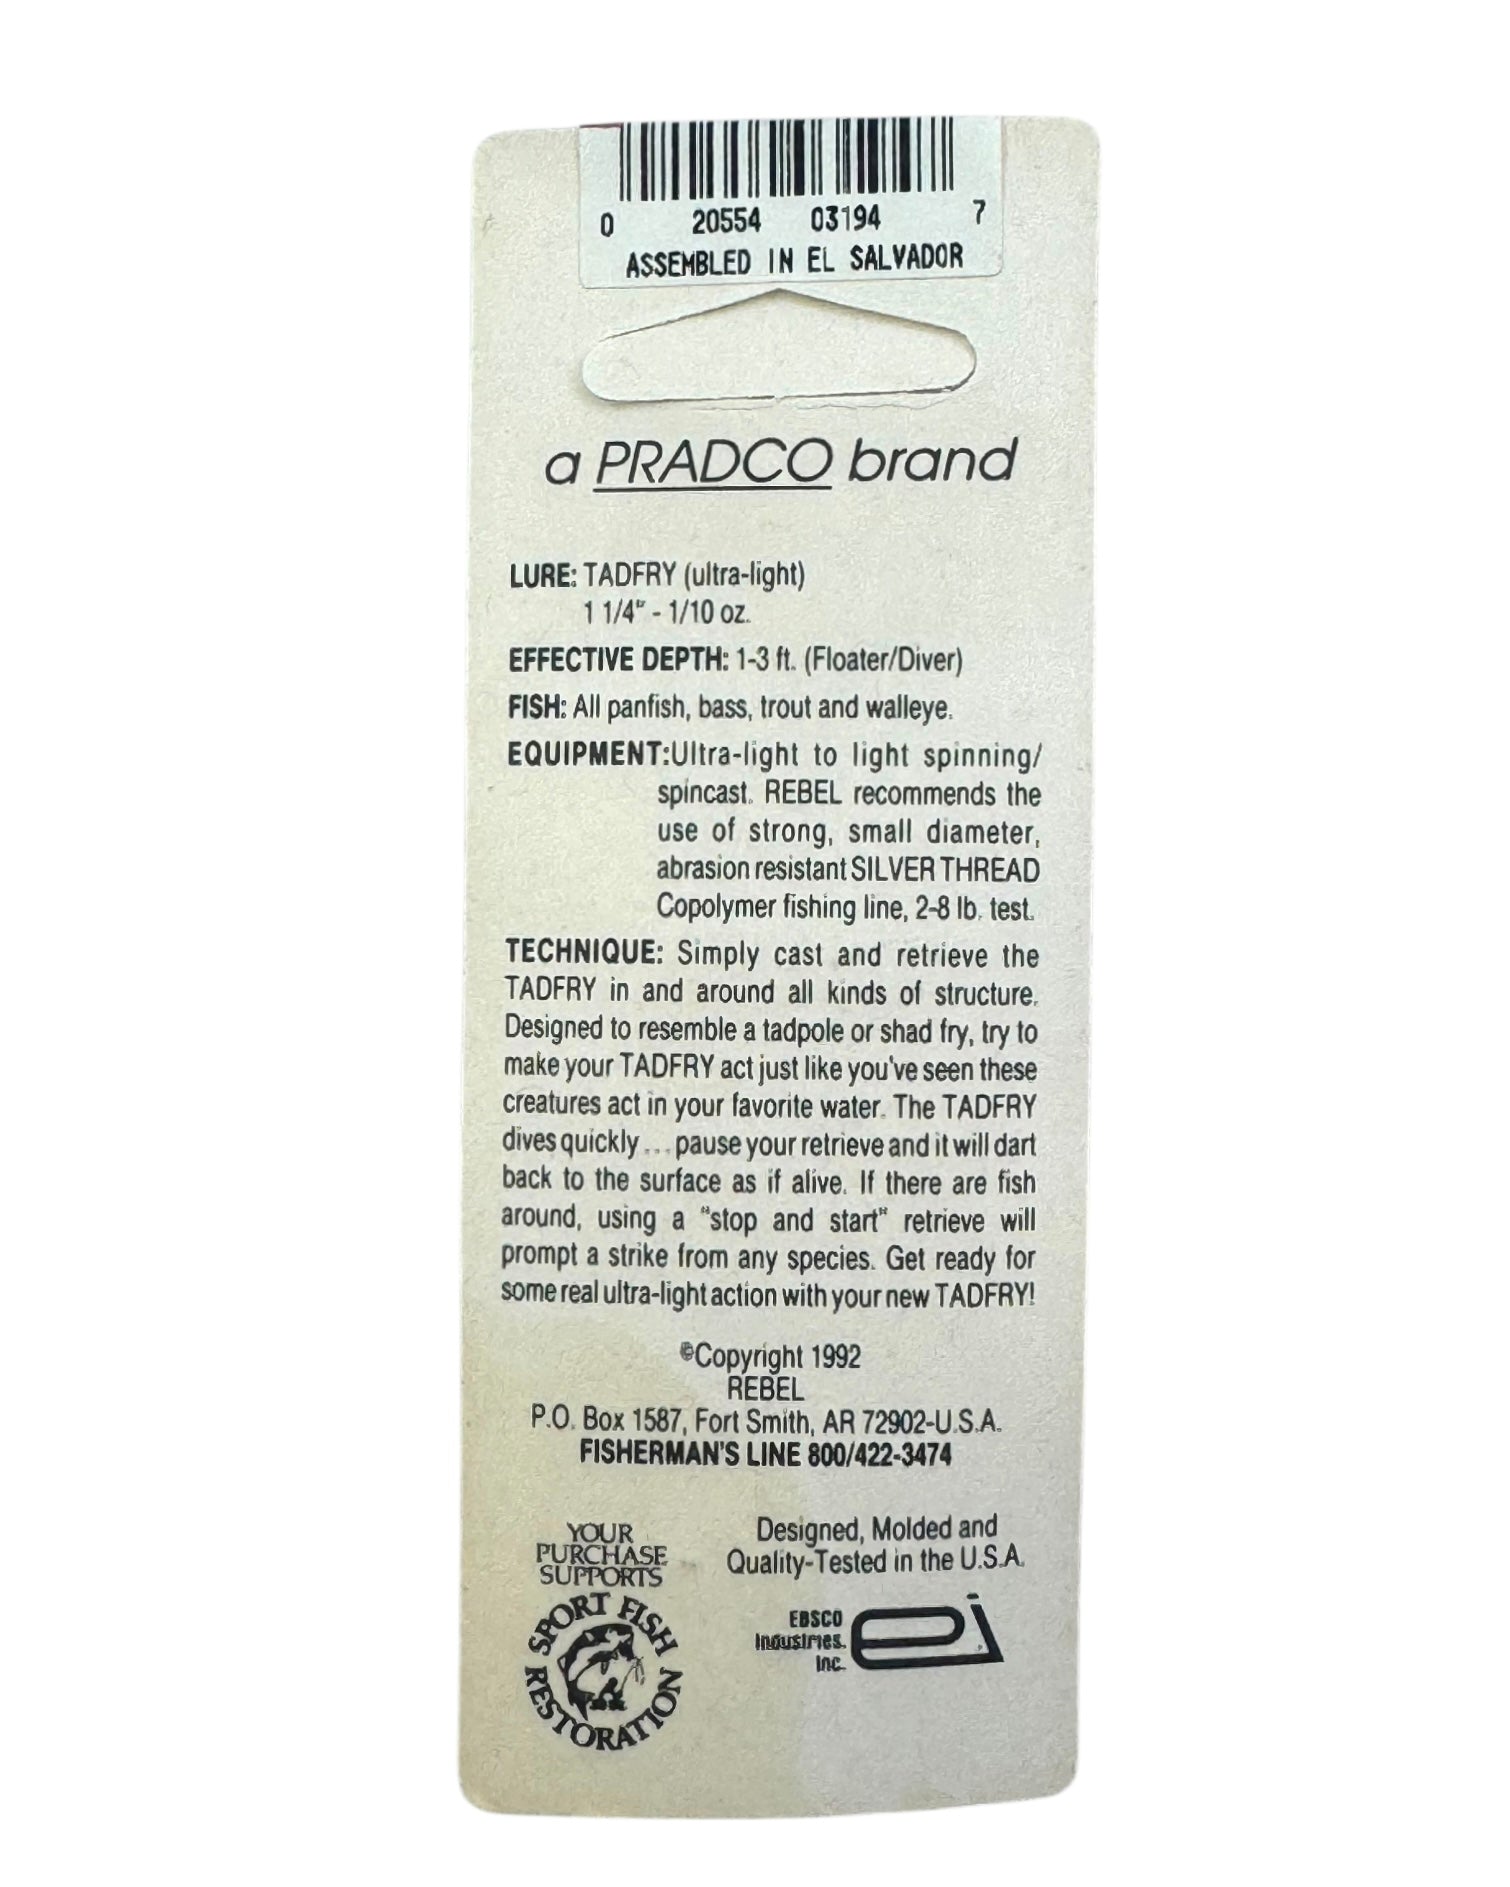 0 20554 03194 7
ASSEMBLED IN EL SALVADOR
a PRADCO brand
LURE: TADFRY (ultra-light)
1 1/4" - 1/10 oz.
EFFECTIVE DEPTH: 1-3 ft. (Floater/Diver)
FISH: All panfish, bass, trout and walleye.
EQUIPMENT:Ultra-light to light spinning/
spincast. REBEL recommends the
use of strong, small diameter,
abrasion resistant SILVER THREAD
Copolymer fishing line, 2-8 lb. test.
TECHNIQUE: Simply cast and retrieve the
TADFRY in and around all kinds of structure.
Designed to resemble a tadpole or shad fry, try to
make your TADFRY act just like you've seen these
creatures act in your favorite water. The TADFRY
dives quickly ... pause your retrieve and it will dart
back to the surface as if alive. If there are fish
around, using a "stop and start" retrieve will
prompt a strike from any species. Get ready for
some real ultra-light action with your new TADFRY!
©Copyright 1992
REBEL
P.O. Box 1587, Fort Smith, AR 72902-U.S.A.
FISHERMAN'S LINE 800/422-3474
YOUR
PURCHASE
SUPPORTS
SPORT FISH
RESTORATION
Designed, Molded and
Quality-Tested in the U.S.A.
EBSCO
Industries,
Inc.
ei